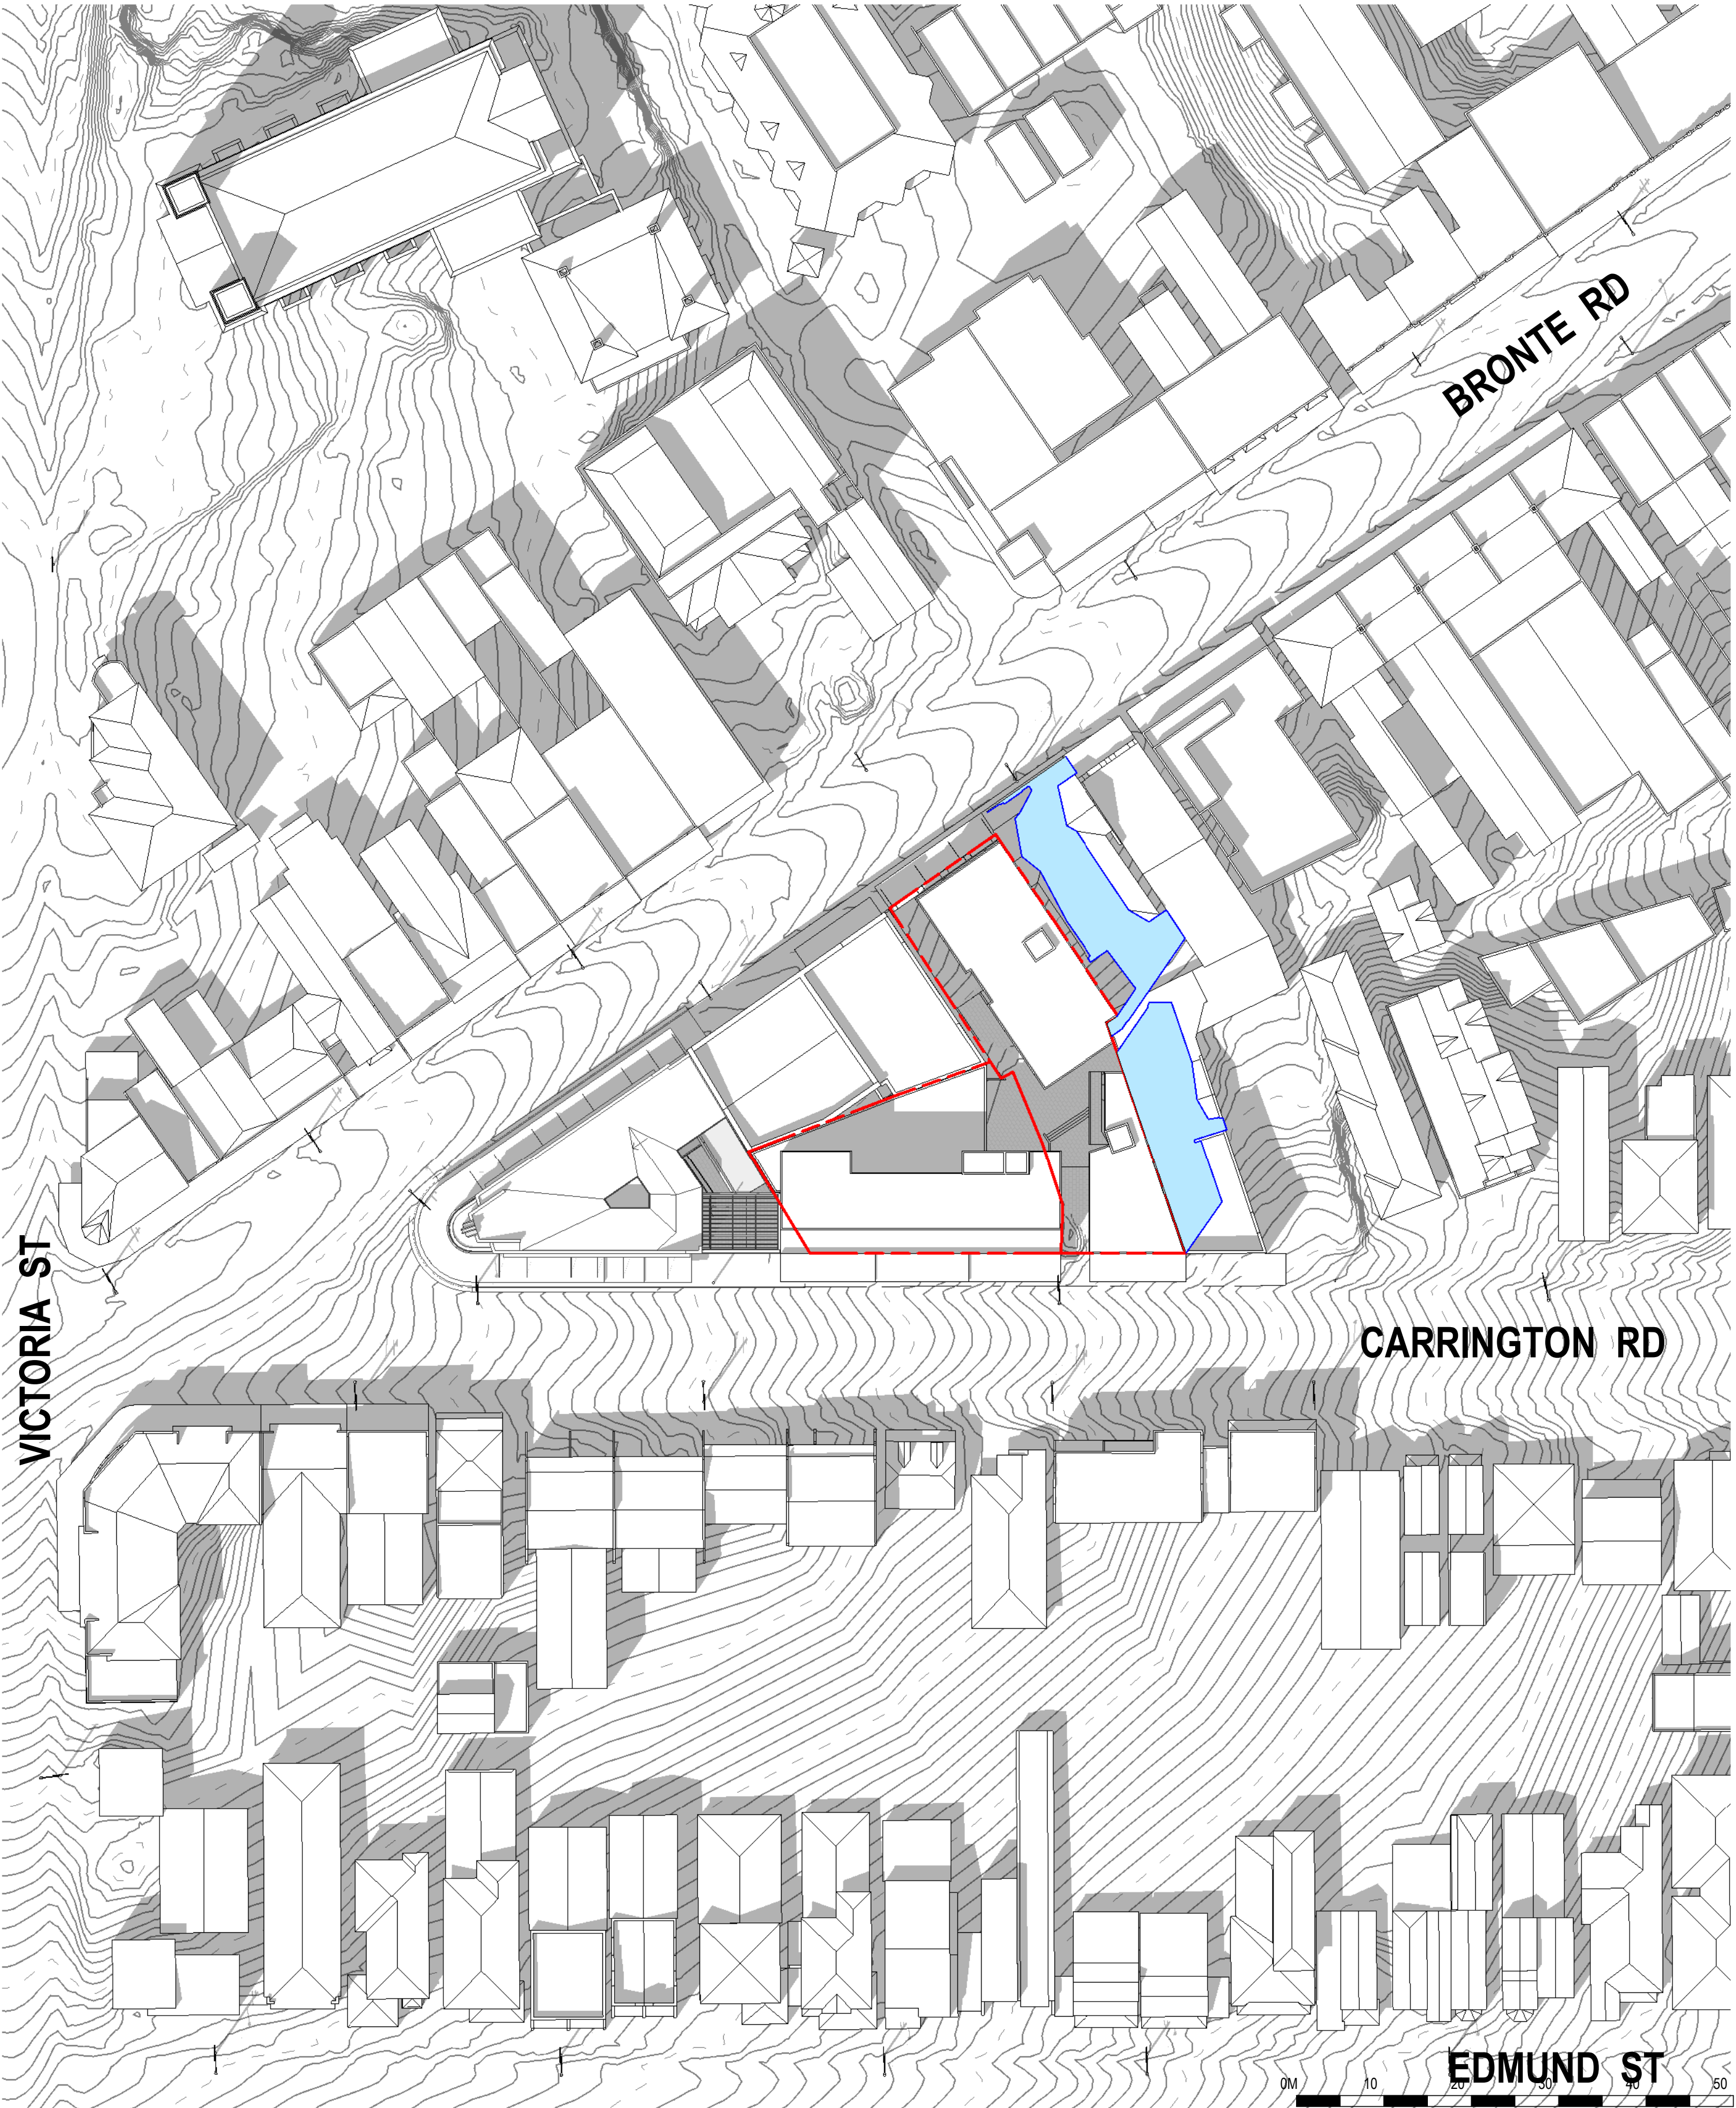 BRONTE RD
VICTORIA ST
CARRINGTON RD
EDMUND ST
0M 10 20 30 40 50